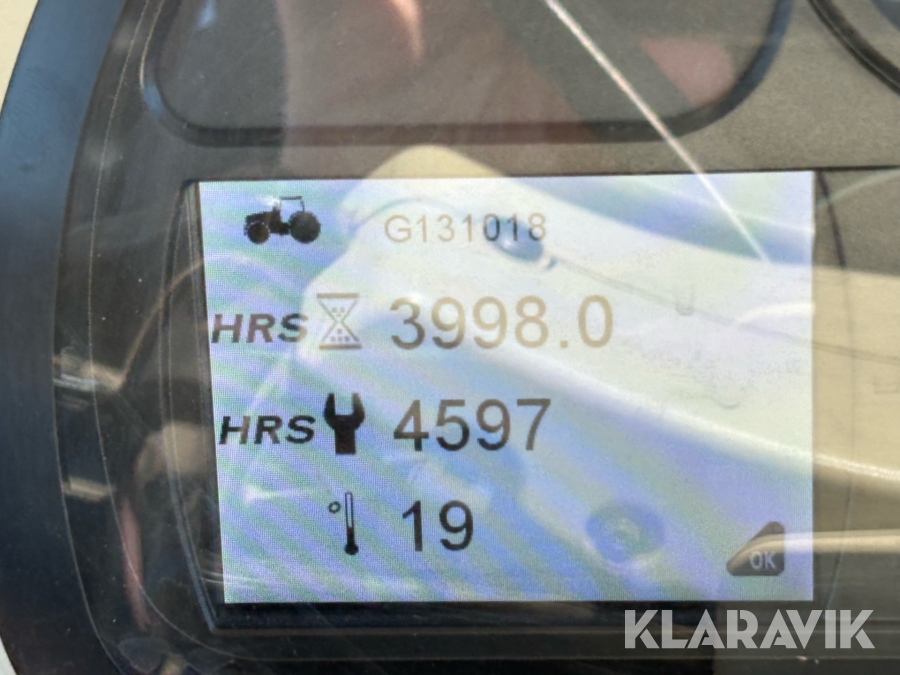 G131018
HRS 3998.0
HRS 4597
° 19
OK
KLARAVIK